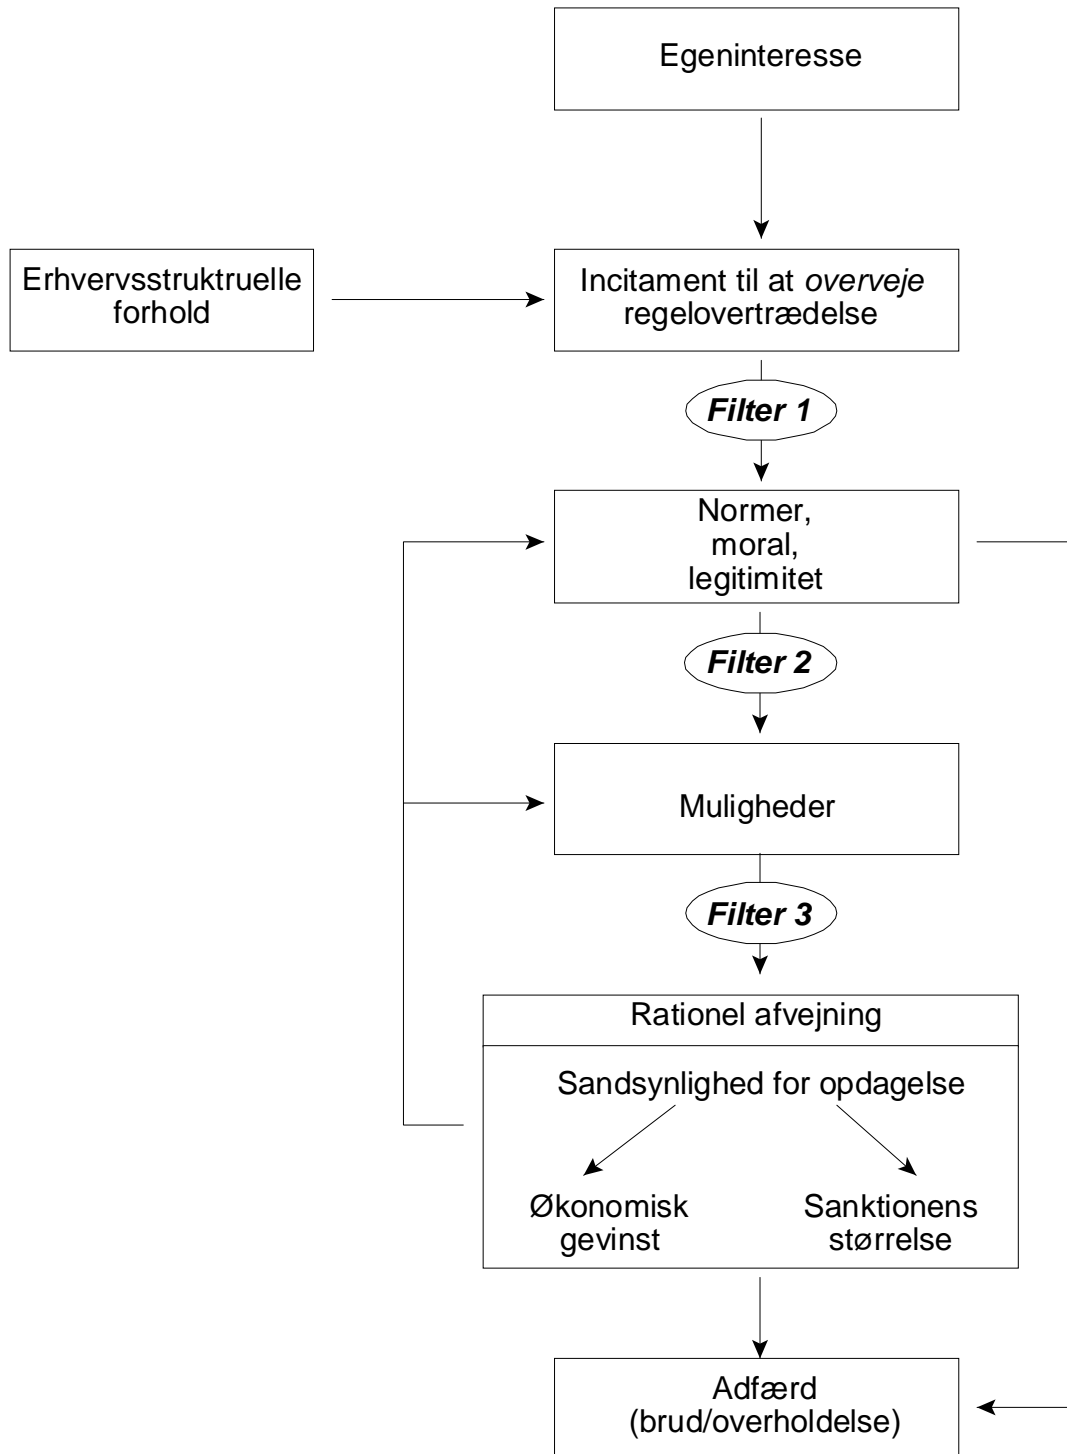 Egeninteresse
Erhvervsstruktruelle
forhold
Incitament til at overveje
regelovertrædelse
Filter 1
Normer,
moral,
legitimitet
Filter 2
Muligheder
Filter 3
Rationel afvejning
Sandsynlighed for opdagelse
Økonomisk
gevinst
Sanktionens
størrelse
Adfærd
(brud/overholdelse)